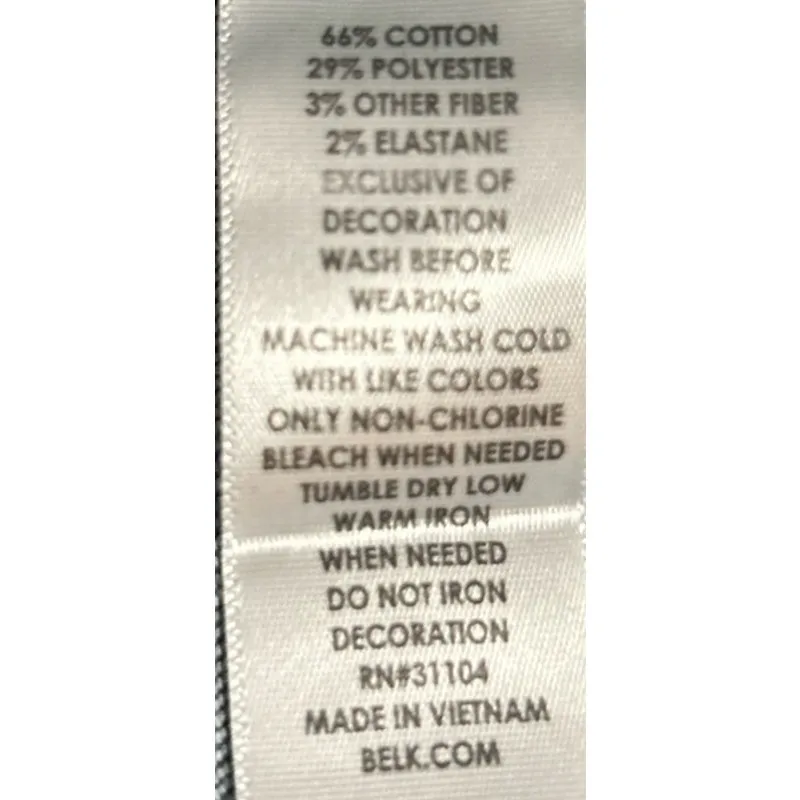 66% COTTON
29% POLYESTER
3% OTHER FIBER
2% ELASTANE
EXCLUSIVE OF
DECORATION
WASH BEFORE
WEARING
MACHINE WASH COLD
WITH LIKE COLORS
ONLY NON-CHLORINE
BLEACH WHEN NEEDED
TUMBLE DRY LOW
WARM IRON
WHEN NEEDED
DO NOT IRON
DECORATION
RN#31104
MADE IN VIETNAM
BELK.COM